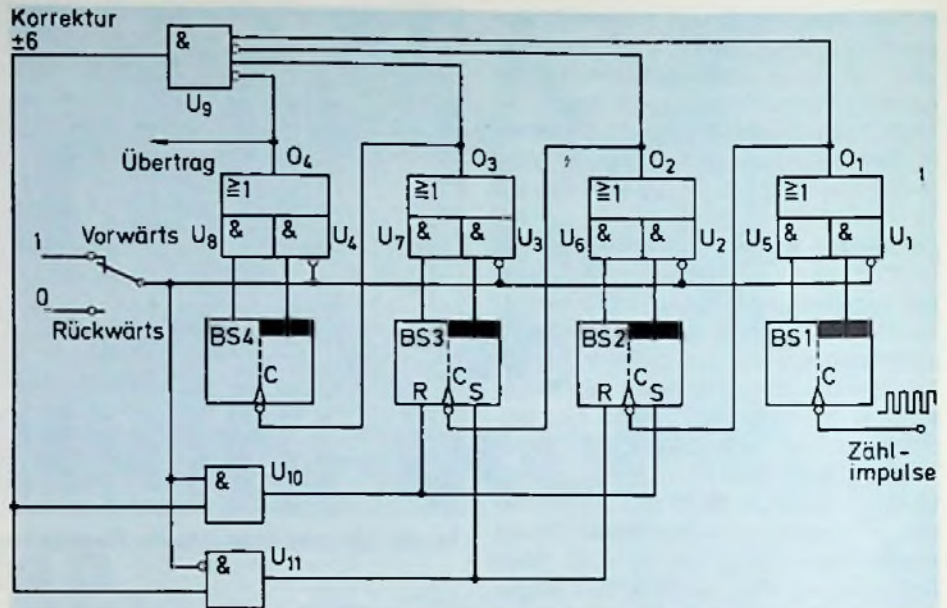 Korrektur
±6
&
U9
Übertrag
O4
O3
O2
O1
≧1
≧1
≧1
≧1
1
Vorwärts
U8
&
&
U4
U7
&
&
U3
U6
&
&
U2
U5
&
&
U1
0
Rückwärts
BS4
BS3
BS2
BS1
C
R
C
S
R
C
S
C
Zähl-
impulse
&
U10
&
U11